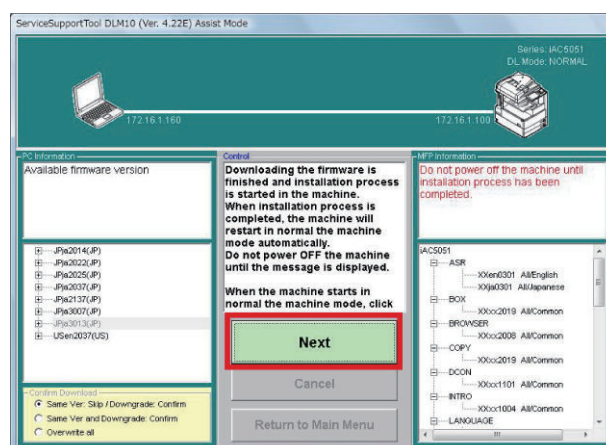 ServiceSupportTool DLM10 (Ver. 4.22E) Assist Mode
Series: iAC5051
DL Mode: NORMAL
172.16.1.160
172.16.1.100
PC Information
Available firmware version
JPja2014(JP)
JPja2022(JP)
JPja2025(JP)
JPja2037(JP)
JPja2137(JP)
JPja3007(JP)
JPja3013(JP)
USen2037(US)
Confirm Download
Same Ver: Skip / Downgrade: Confirm
Same Ver and Downgrade: Confirm
Overwrite all
Control
Downloading the firmware is
finished and installation process
is started in the machine.
When installation process is
completed, the machine will
restart in normal the machine
mode automatically.
Do not power OFF the machine
until the message is displayed.
When the machine starts in
normal the machine mode, click
Next
Cancel
Return to Main Menu
MFP Information
Do not power off the machine until
installation process has been
completed.
iAC5051
ASR
XXen0301 All/English
XXja0301 All/Japanese
BOX
XXxx2019 All/Common
BROWSER
XXxx2008 All/Common
COPY
XXxx2019 All/Common
DCON
XXxx1101 All/Common
INTRO
XXxx1004 All/Common
LANGUAGE